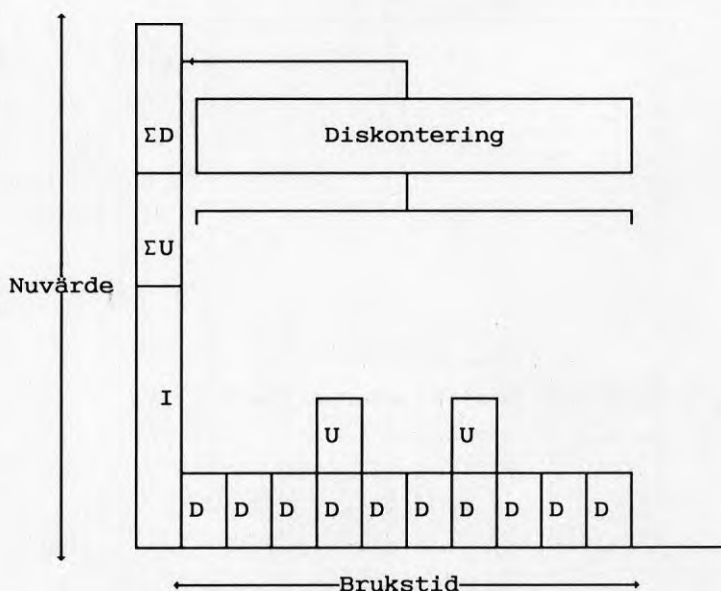 ΣD Diskontering
ΣU
Nuvärde
I
U U
D D D D D D D D D D
Brukstid